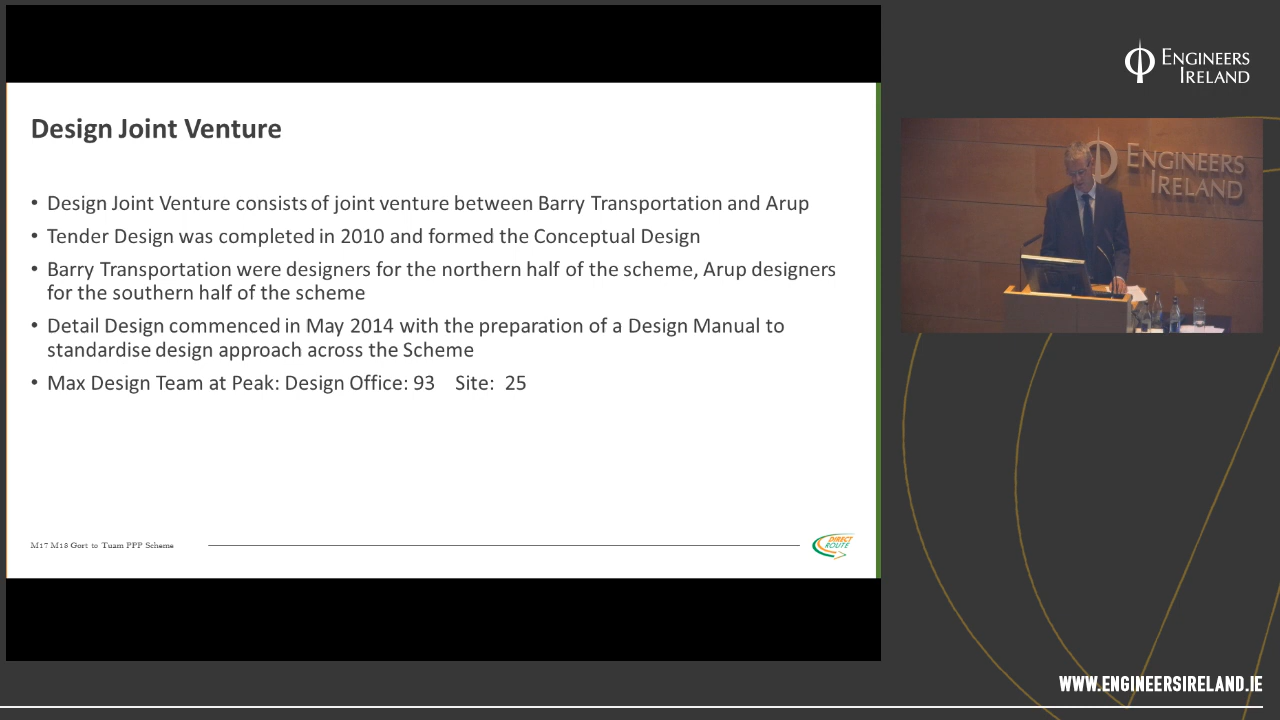 Design Joint Venture
• Design Joint Venture consists of joint venture between Barry Transportation and Arup
• Tender Design was completed in 2010 and formed the Conceptual Design
• Barry Transportation were designers for the northern half of the scheme, Arup designers
for the southern half of the scheme
• Detail Design commenced in May 2014 with the preparation of a Design Manual to
standardise design approach across the Scheme
• Max Design Team at Peak: Design Office: 93 Site: 25
M17 M18 Gort to Tuam PPP Scheme
DIRECT
ROUTE
ENGINEERS
IRELAND
ENGINEERS
IRELAND
WWW.ENGINEERSIRELAND.IE